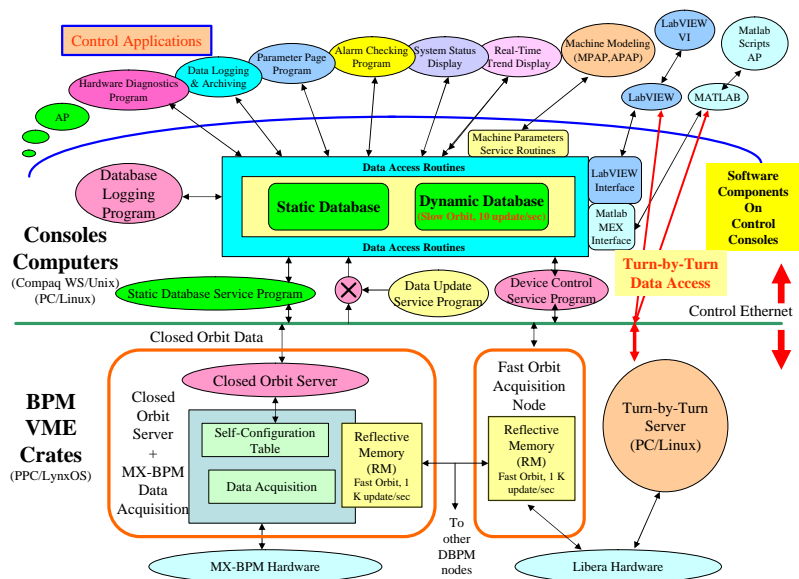 Control Applications
LabVIEW
VI
Matlab
Scripts
AP
Machine Modeling
(MPAP,APAP)
Real-Time
Trend Display
System Status
Display
Alarm Checking
Program
Parameter Page
Program
Data Logging
& Archiving
Hardware Diagnostics
Program
AP
LabVIEW
MATLAB
Machine Parameters
Service Routines
Data Access Routines
Database
Logging
Program
Static Database
Dynamic Database
(Slow Orbit, 10 update/sec)
Data Access Routines
LabVIEW
Interface
Matlab
MEX
Interface
Software
Components
On
Control
Consoles
Consoles
Computers
(Compaq WS/Unix)
(PC/Linux)
Turn-by-Turn
Data Access
Static Database Service Program
Data Update
Service Program
Device Control
Service Program
Control Ethernet
Closed Orbit Data
BPM
VME
Crates
(PPC/LynxOS)
Closed Orbit Server
Closed
Orbit
Server
+
MX-BPM
Data
Acquisition
Self-Configuration
Table
Data Acquisition
Reflective
Memory
(RM)
Fast Orbit, 1
K update/sec
Fast Orbit
Acquisition
Node
Reflective
Memory
(RM)
Fast Orbit, 1 K
update/sec
Turn-by-Turn
Server
(PC/Linux)
To
other
DBPM
nodes
MX-BPM Hardware
Libera Hardware